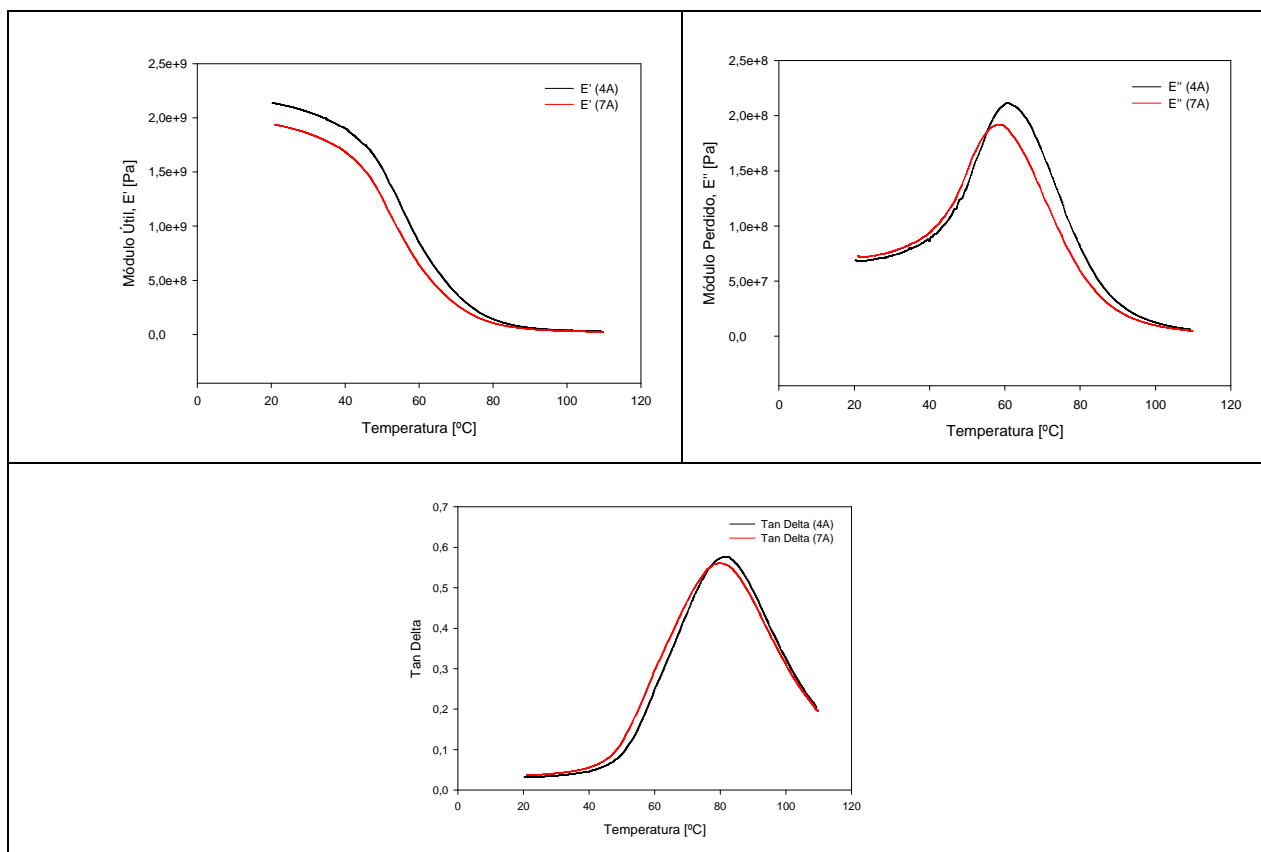 2,5e+9
2,0e+9
1,5e+9
1,0e+9
5,0e+8
0,0
Módulo Útil, E' [Pa]
E' (4A)
E' (7A)
0 20 40 60 80 100 120
Temperatura [ºC]
2,5e+8
2,0e+8
1,5e+8
1,0e+8
5,0e+7
0,0
Módulo Perdido, E'' [Pa]
E'' (4A)
E'' (7A)
0 20 40 60 80 100 120
Temperatura [ºC]
0,7
0,6
0,5
0,4
0,3
0,2
0,1
0,0
Tan Delta
Tan Delta (4A)
Tan Delta (7A)
0 20 40 60 80 100 120
Temperatura [ºC]